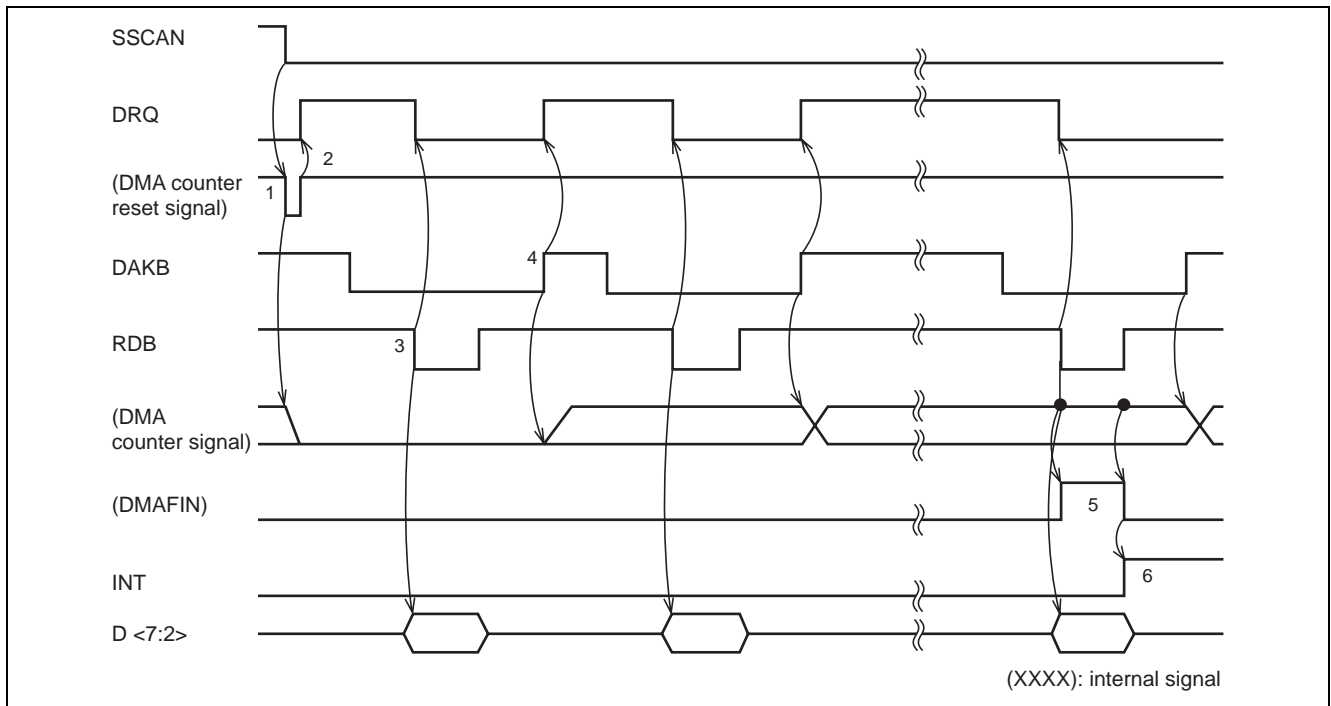 SSCAN
DRQ
2
(DMA counter
reset signal)
1
DAKB
4
RDB
3
(DMA
counter signal)
(DMAFIN)
5
INT
6
D <7:2>
(XXXX): internal signal